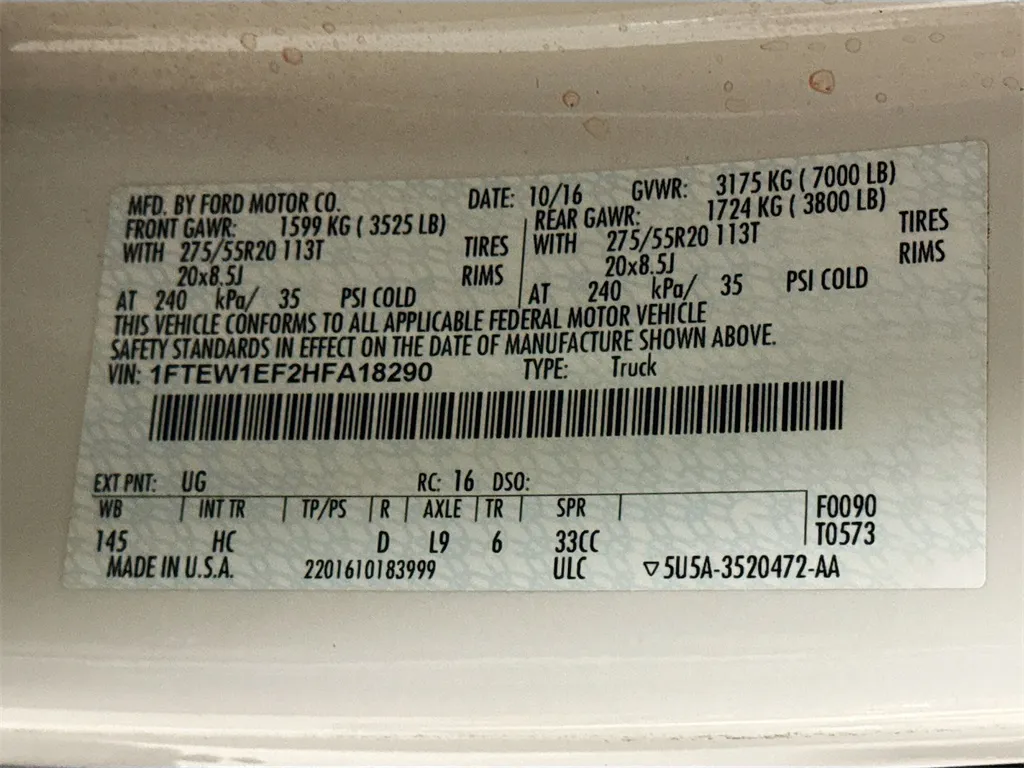 MFD. BY FORD MOTOR CO. DATE: 10/16 GVWR: 3175 KG ( 7000 LB)
FRONT GAWR: 1599 KG ( 3525 LB) REAR GAWR: 1724 KG ( 3800 LB)
WITH 275/55R20 113T TIRES WITH 275/55R20 113T TIRES
20x8.5J RIMS 20x8.5J RIMS
AT 240 kPa/ 35 PSI COLD AT 240 kPa/ 35 PSI COLD
THIS VEHICLE CONFORMS TO ALL APPLICABLE FEDERAL MOTOR VEHICLE
SAFETY STANDARDS IN EFFECT ON THE DATE OF MANUFACTURE SHOWN ABOVE.
VIN: 1FTEW1EF2HFA18290 TYPE: Truck
EXT PNT: UG RC: 16 DSO:
WB INT TR TP/PS R AXLE TR SPR F0090
145 HC D L9 6 33CC T0573
MADE IN U.S.A. 2201610183999 ULC ▽5U5A-3520472-AA